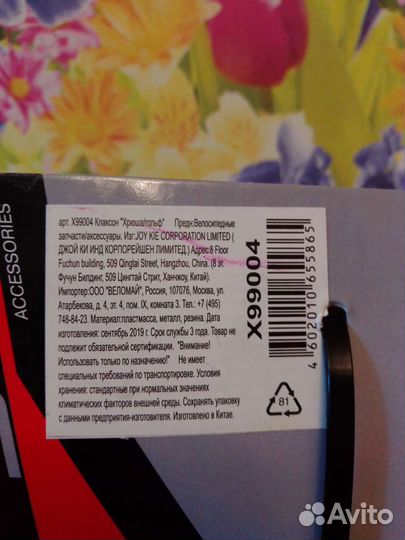 ACCESSORIES
арт. X99004 Клаксон "Хрюша/гольф" Предн:Велосипедные
запчасти/аксессуары. Изг:JOY KIE CORPORATION LIMITED (
ДЖОЙ КИ ИНД КОРПОРЕЙШЕН ЛИМИТЕД ) Адрес:8 Floor
Fuchun building, 509 Qingtai Street, Hangzhou, China. (8 эт.
Фучун Билдинг, 509 Цингтай Стрит, Ханчжоу, Китай).
Импортер:ООО "ВЕЛОМАЙ", Россия, 107076, Москва, ул.
Атарбекова, д. 4, эт. 4, пом. IX, комната 3. Тел.: +7 (495)
748-84-23. Материал:пластмасса, металл, резина. Дата
изготовления: сентябрь 2019 г. Срок службы 3 года. Товар не
подлежит обязательной сертификации. "Внимание!
Использовать только по назначению!" Не имеет
специальных требований по транспортировке. Условия
хранения: стандартные при нормальных значениях
климатических факторов внешней среды. Сохранять упаковку
с данными предприятия-изготовителя. Изготовлено в Китае.
X99004
4 602010 655865
81
Avito